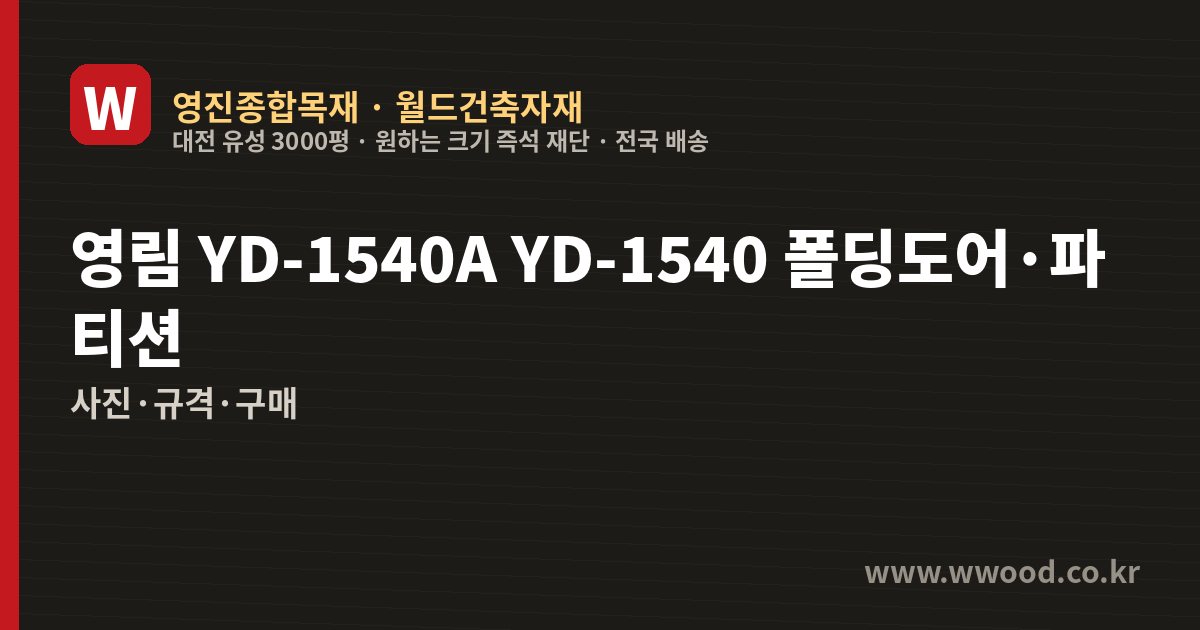 W
영진종합목재 · 월드건축자재
대전 유성 3000평 · 원하는 크기 즉석 재단 · 전국 배송
영림 YD-1540A YD-1540 폴딩도어·파
티션
사진·규격·구매
www.wwood.co.kr